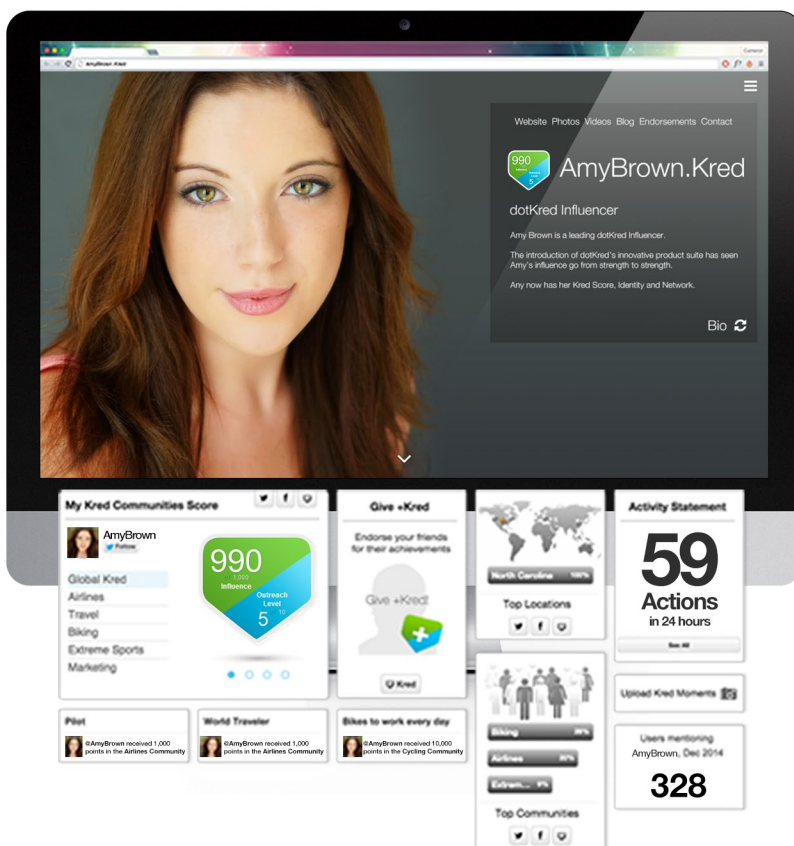 Cameron
AmyBrown.Kred
Website Photos Videos Blog Endorsements Contact
990
Influence
Outreach
Level
5
AmyBrown.Kred
dotKred Influencer
Amy Brown is a leading dotKred Influencer.
The introduction of dotKred's innovative product suite has seen
Amy's influence go from strength to strength.
Any now has her Kred Score, Identity and Network.
Bio
My Kred Communities Score
AmyBrown
Follow
Global Kred
Airlines
Travel
Biking
Extreme Sports
Marketing
990
1,000
Influence
Outreach
Level
5 10
Give +Kred
Endorse your friends
for their achievements
Give +Kred!
Kred
North Carolina 100%
Top Locations
Activity Statement
59
Actions
in 24 hours
See All
Upload Kred Moments
Users mentioning
AmyBrown, Dec 2014
328
Pilot
@AmyBrown received 1,000
points in the Airlines Community
World Traveler
@AmyBrown received 1,000
points in the Airlines Community
Bikes to work every day
@AmyBrown received 10,000
points in the Cycling Community
Biking
Airlines
Extrem...
Top Communities